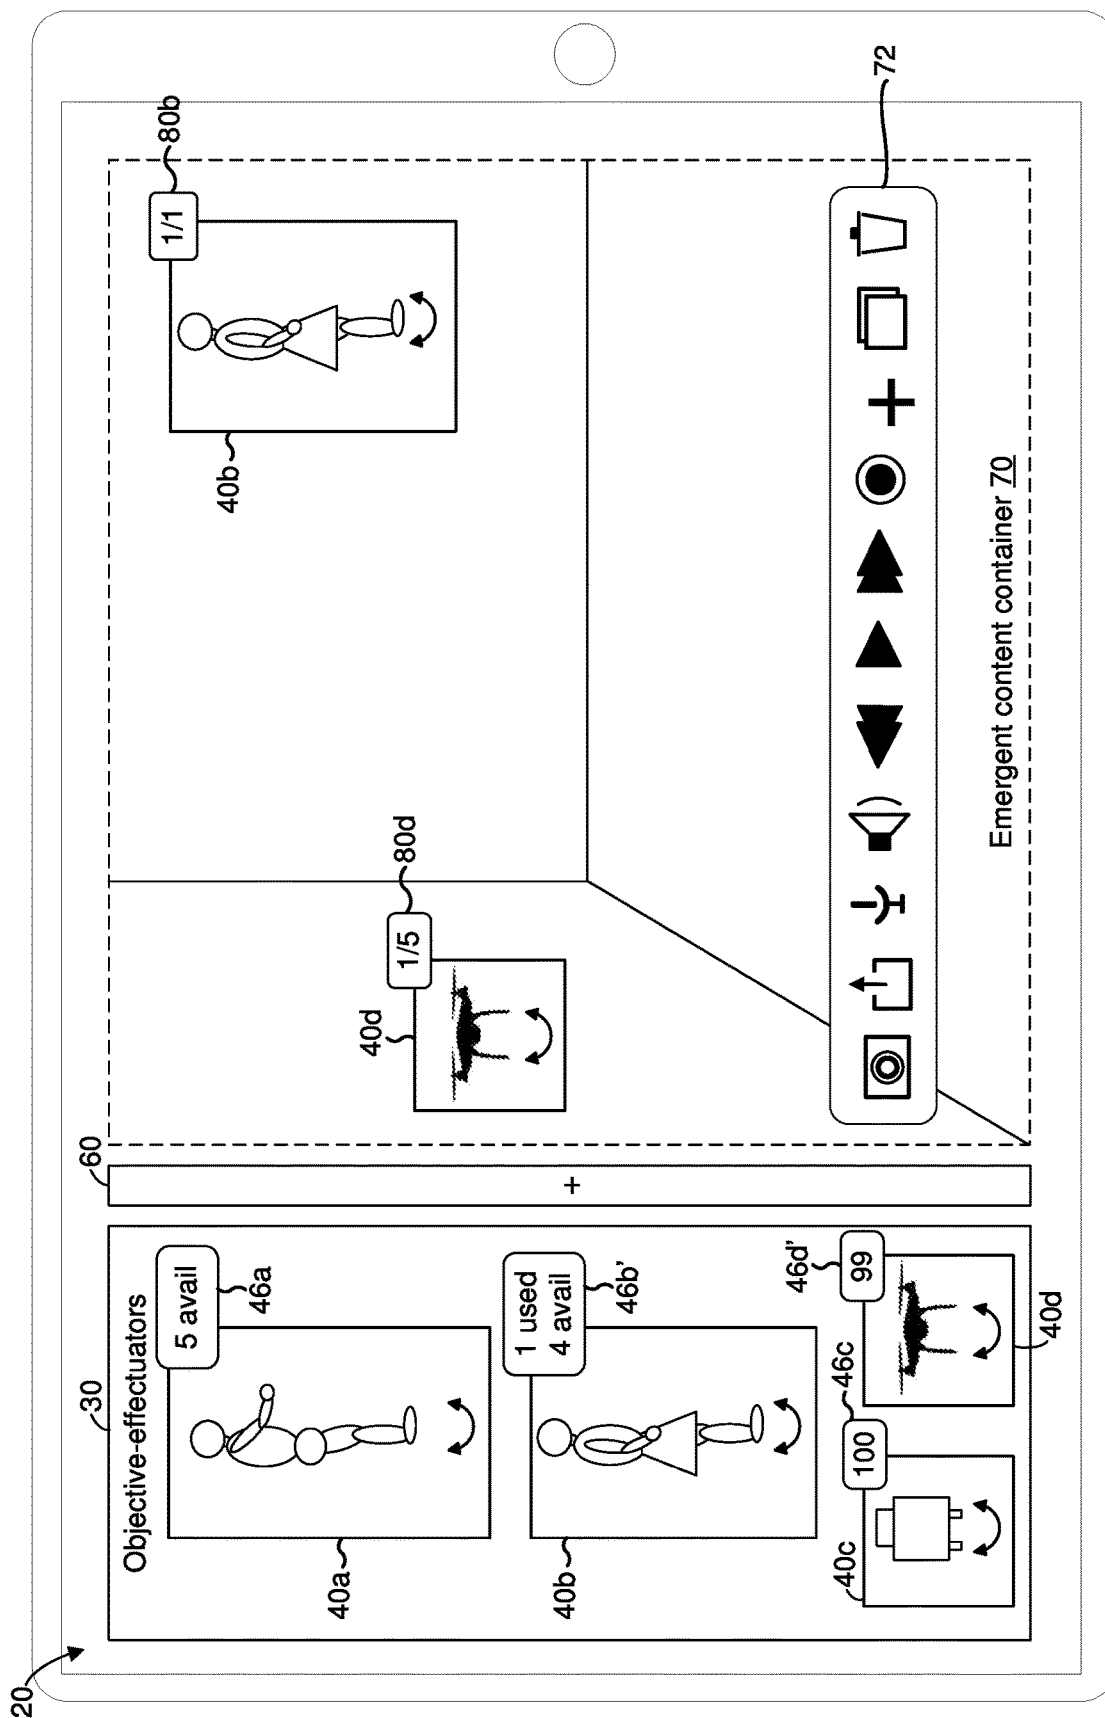 20
30
Objective-effectuators
5 avail
46a
40a
1 used
4 avail
46b'
40b
100
46c
40c
99
46d'
40d
60
+
1/5
80d
40d
1/1
80b
40b
72
Emergent content container 70